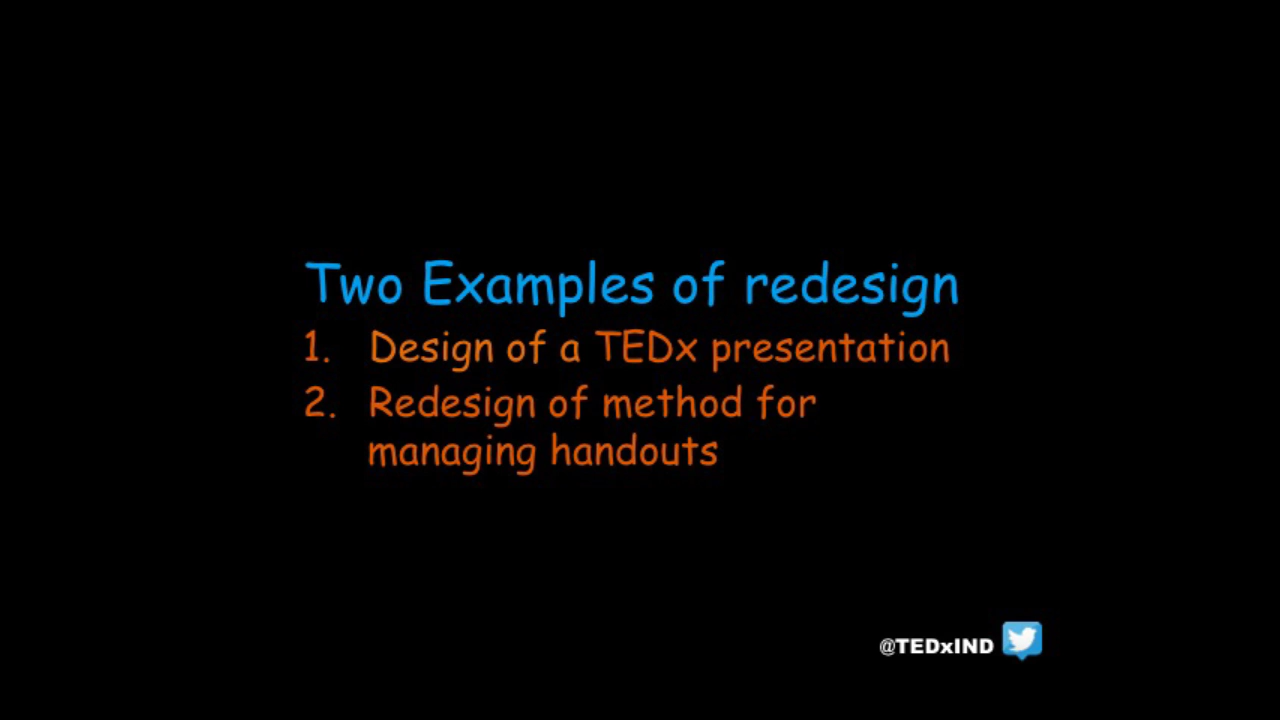 Two Examples of redesign
1. Design of a TEDx presentation
2. Redesign of method for
managing handouts
@TEDxIND